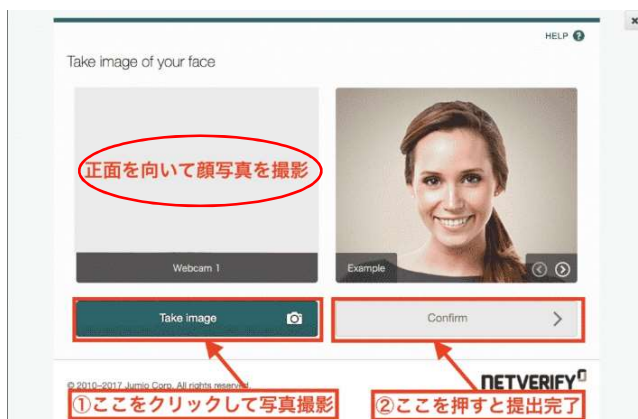 HELP ?
Take image of your face
正面を向いて顔写真を撮影
Webcam 1
Example
Take image
Confirm
© 2010–2017 Jumio Corp. All rights reserved.
NETVERIFY
①ここをクリックして写真撮影
②ここを押すと提出完了